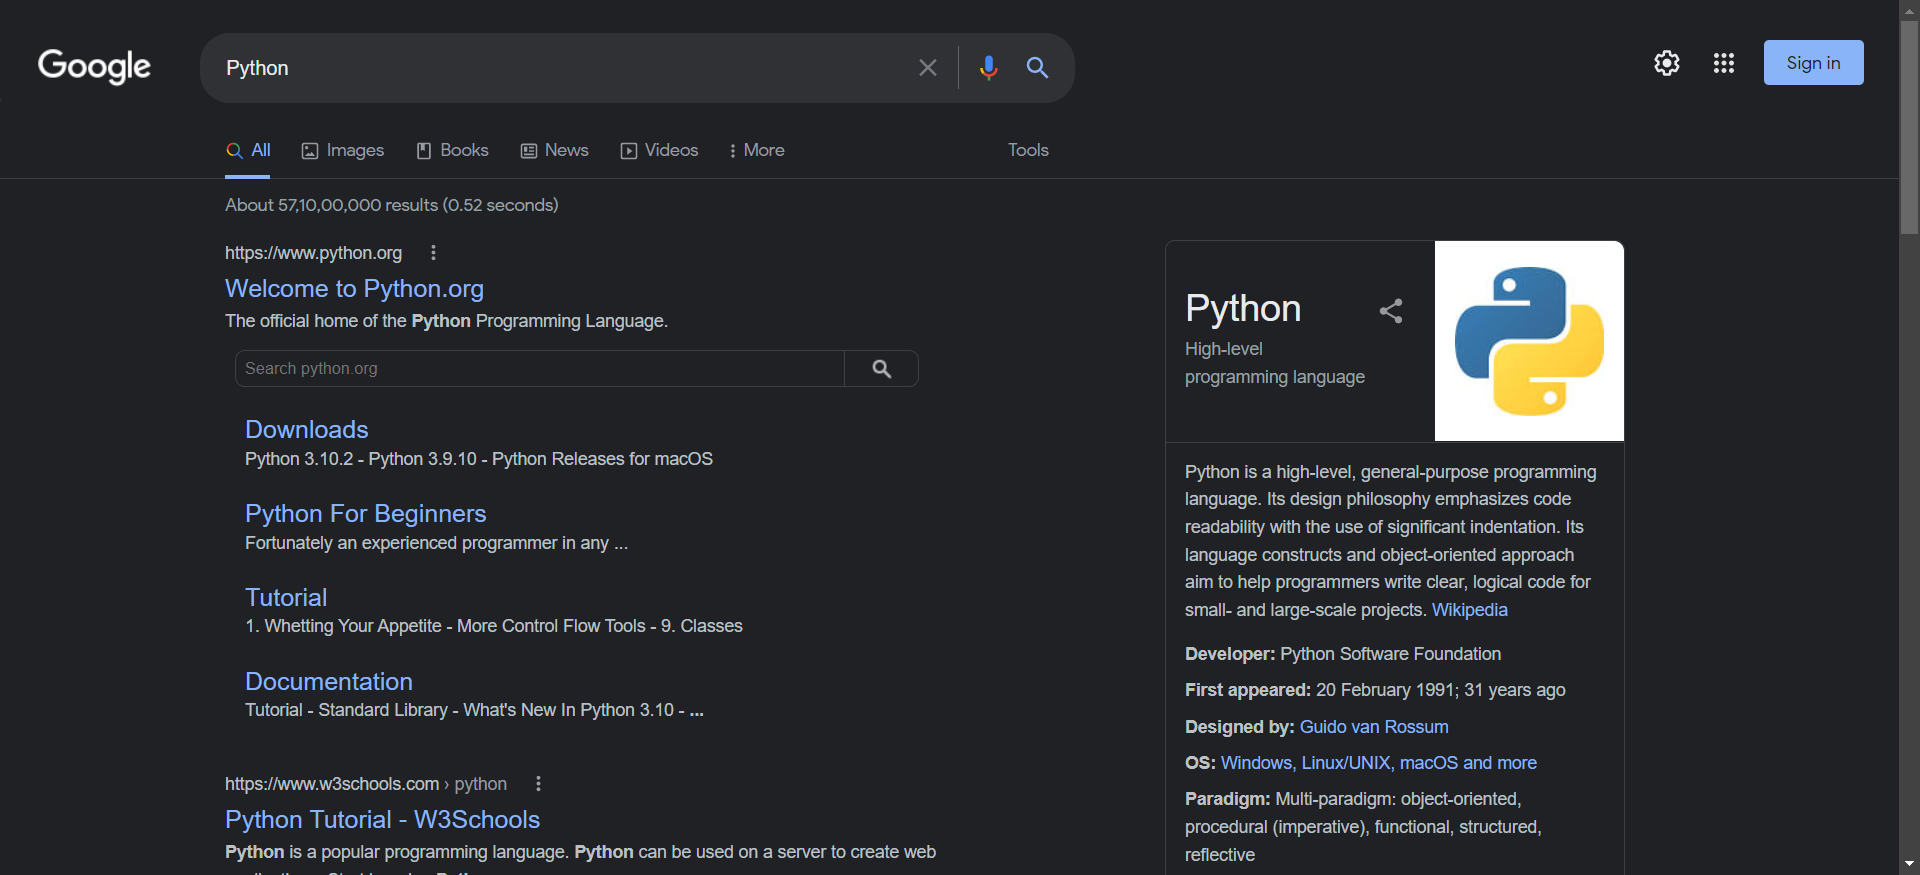 Google
Python
Sign in
All
Images
Books
News
Videos
More
Tools
About 57,10,00,000 results (0.52 seconds)
https://www.python.org
Welcome to Python.org
The official home of the Python Programming Language.
Search python.org
Downloads
Python 3.10.2 - Python 3.9.10 - Python Releases for macOS
Python For Beginners
Fortunately an experienced programmer in any ...
Tutorial
1. Whetting Your Appetite - More Control Flow Tools - 9. Classes
Documentation
Tutorial - Standard Library - What's New In Python 3.10 - ...
https://www.w3schools.com › python
Python Tutorial - W3Schools
Python is a popular programming language. Python can be used on a server to create web
Python
High-level
programming language
Python is a high-level, general-purpose programming
language. Its design philosophy emphasizes code
readability with the use of significant indentation. Its
language constructs and object-oriented approach
aim to help programmers write clear, logical code for
small- and large-scale projects. Wikipedia
Developer: Python Software Foundation
First appeared: 20 February 1991; 31 years ago
Designed by: Guido van Rossum
OS: Windows, Linux/UNIX, macOS and more
Paradigm: Multi-paradigm: object-oriented,
procedural (imperative), functional, structured,
reflective